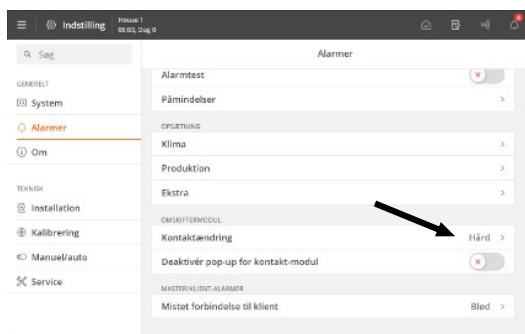 Indstilling
House 1
08:03, Dag 0
Søg
Alarmer
GENERELT
System
Alarmer
Om
TEKNISK
Installation
Kalibrering
Manuel/auto
Service
Alarmtest
Påmindelser
OPSÆTNING
Klima
Produktion
Ekstra
OMSKIFTERMODUL
Kontaktændring Hård
Deaktivér pop-up for kontakt-modul
MASTER/KLIENT-ALARMER
Mistet forbindelse til klient Blød